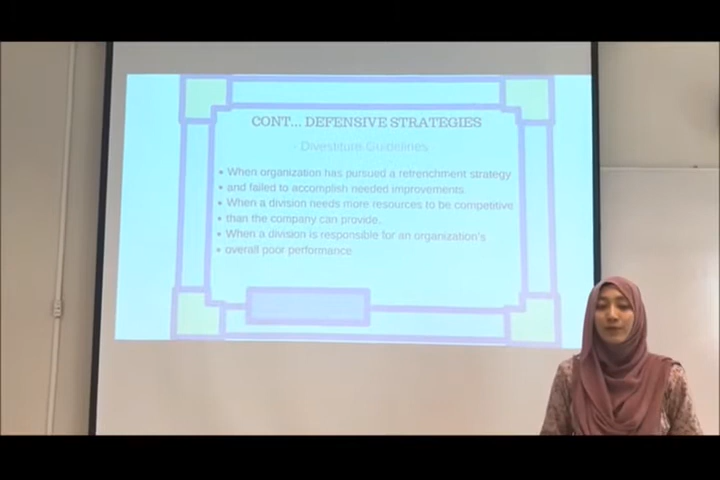 CONT... DEFENSIVE STRATEGIES
- Divestiture Guidelines
• When organization has pursued a retrenchment strategy
• and failed to accomplish needed improvements.
• When a division needs more resources to be competitive
• than the company can provide.
• When a division is responsible for an organization's
• overall poor performance